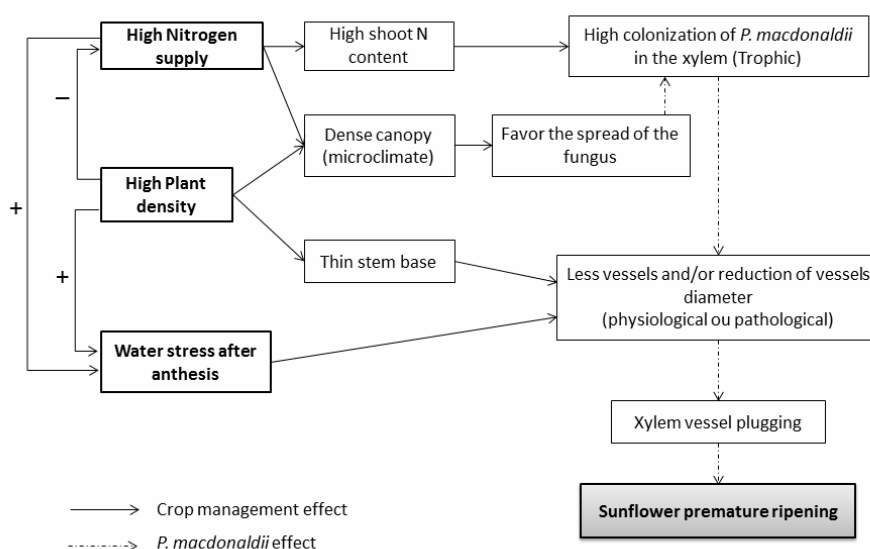 High Nitrogen
supply
High shoot N
content
High colonization of P. macdonaldii
in the xylem (Trophic)
−
Dense canopy
(microclimate)
Favor the spread of the
fungus
High Plant
density
+
+
Thin stem base
Less vessels and/or reduction of vessels
diameter
(physiological ou pathological)
Water stress after
anthesis
Xylem vessel plugging
Sunflower premature ripening
Crop management effect
P. macdonaldii effect